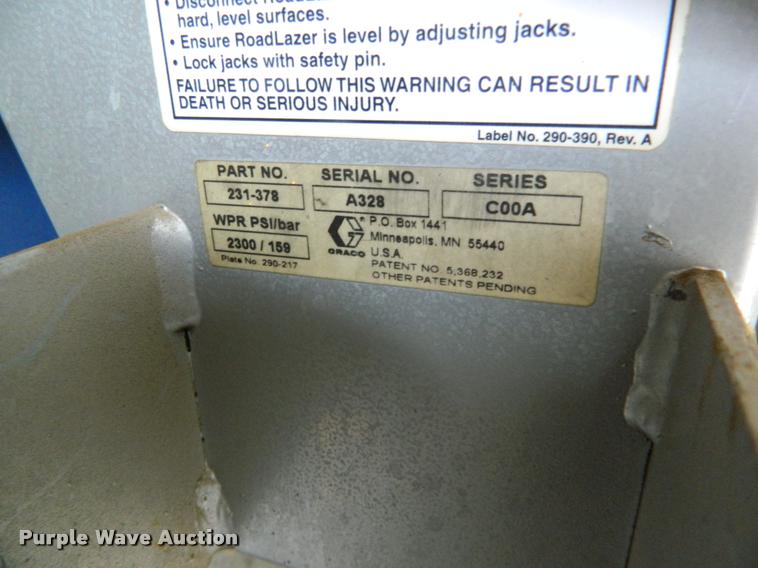 • Disconnect
hard, level surfaces.
• Ensure RoadLazer is level by adjusting jacks.
• Lock jacks with safety pin.
FAILURE TO FOLLOW THIS WARNING CAN RESULT IN
DEATH OR SERIOUS INJURY.
Label No. 290-390, Rev. A
PART NO. SERIAL NO. SERIES
231-378 A328 C00A
WPR PSI/bar
2300 / 159
Plate No. 290-217
GRACO
P.O. Box 1441
Minneapolis, MN 55440
U.S.A.
PATENT NO. 5,368,232
OTHER PATENTS PENDING
Purple Wave Auction